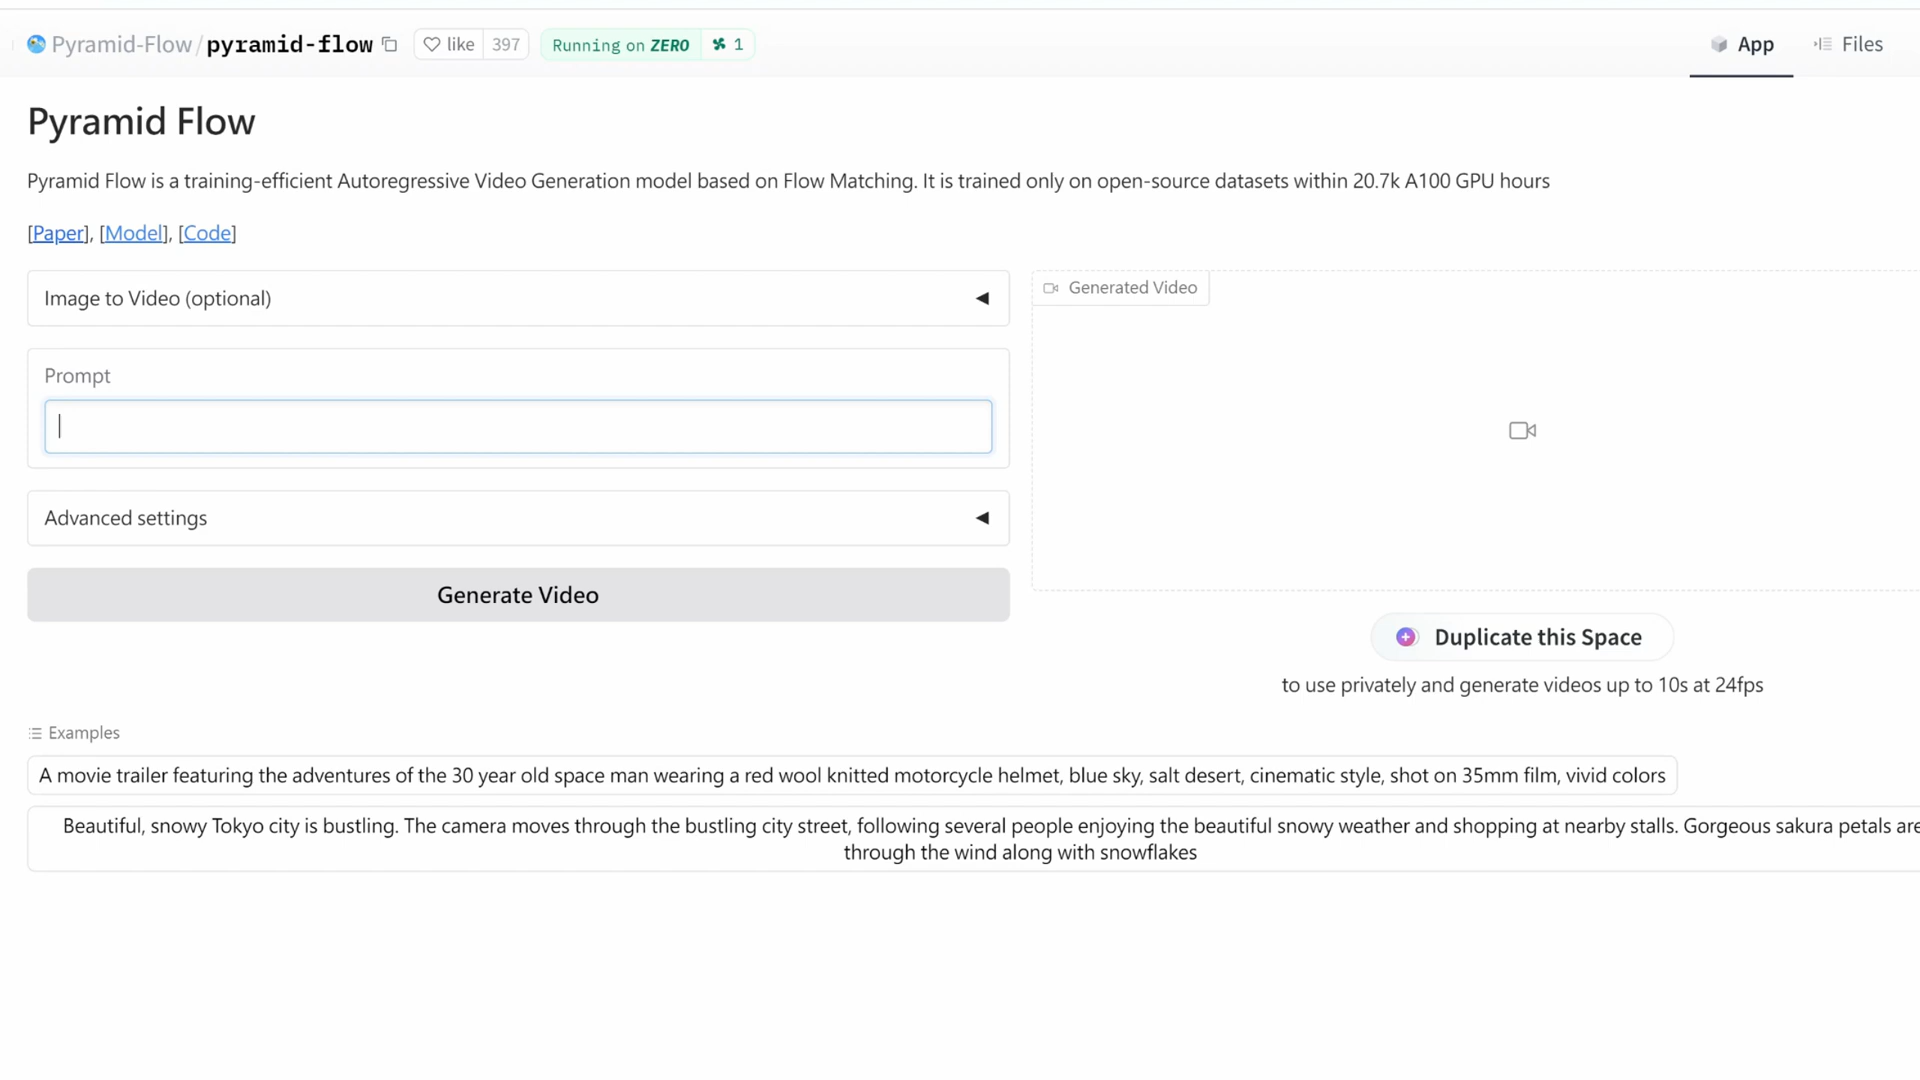 Pyramid-Flow/pyramid-flow like 397 Running on ZERO 1 App Files
Pyramid Flow
Pyramid Flow is a training-efficient Autoregressive Video Generation model based on Flow Matching. It is trained only on open-source datasets within 20.7k A100 GPU hours
[Paper], [Model], [Code]
Image to Video (optional)
Prompt
Advanced settings
Generate Video
Generated Video
Duplicate this Space
to use privately and generate videos up to 10s at 24fps
Examples
A movie trailer featuring the adventures of the 30 year old space man wearing a red wool knitted motorcycle helmet, blue sky, salt desert, cinematic style, shot on 35mm film, vivid colors
Beautiful, snowy Tokyo city is bustling. The camera moves through the bustling city street, following several people enjoying the beautiful snowy weather and shopping at nearby stalls. Gorgeous sakura petals are
through the wind along with snowflakes